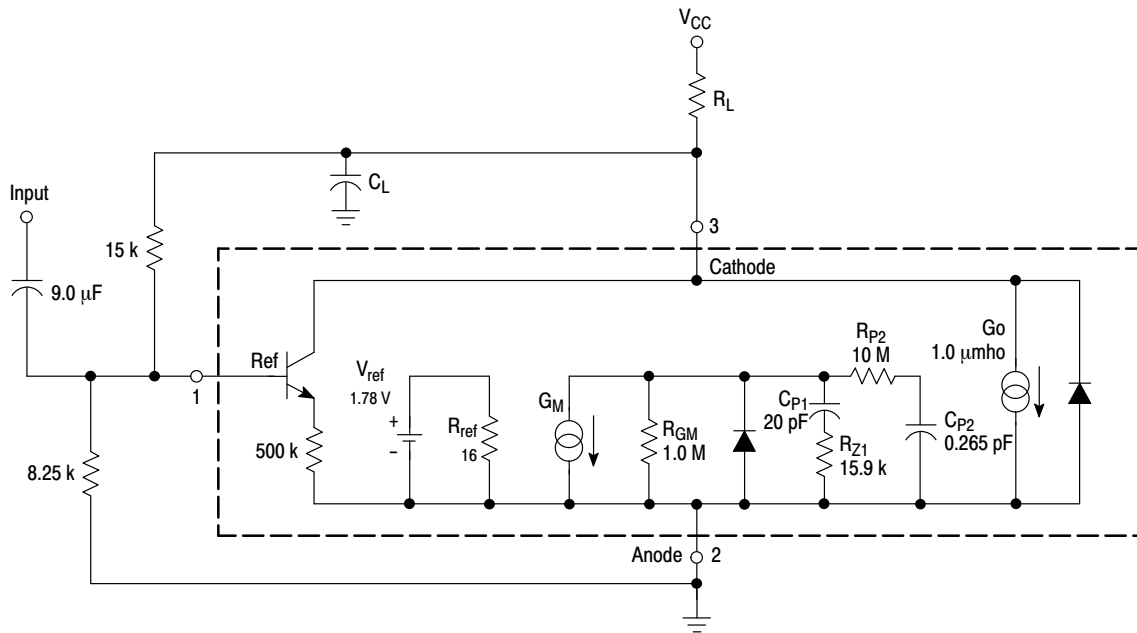 VCC
RL
CL
Input
15 k
3
Cathode
9.0 μF
Go
1.0 μmho
RP2
10 M
Ref
Vref
1.78 V
1
GM
CP1
20 pF
+
-
Rref
16
RGM
1.0 M
CP2
0.265 pF
500 k
RZ1
15.9 k
8.25 k
Anode
2